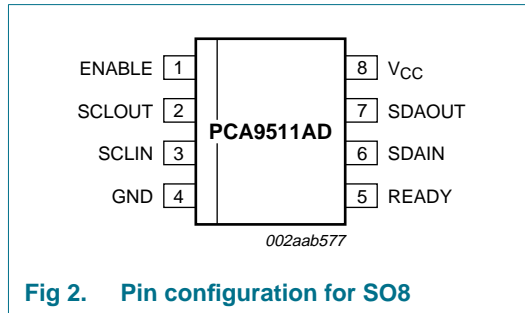 ENABLE 1 8 VCC
SCLOUT 2 7 SDAOUT
PCA9511AD
SCLIN 3 6 SDAIN
GND 4 5 READY
002aab577
Fig 2. Pin configuration for SO8